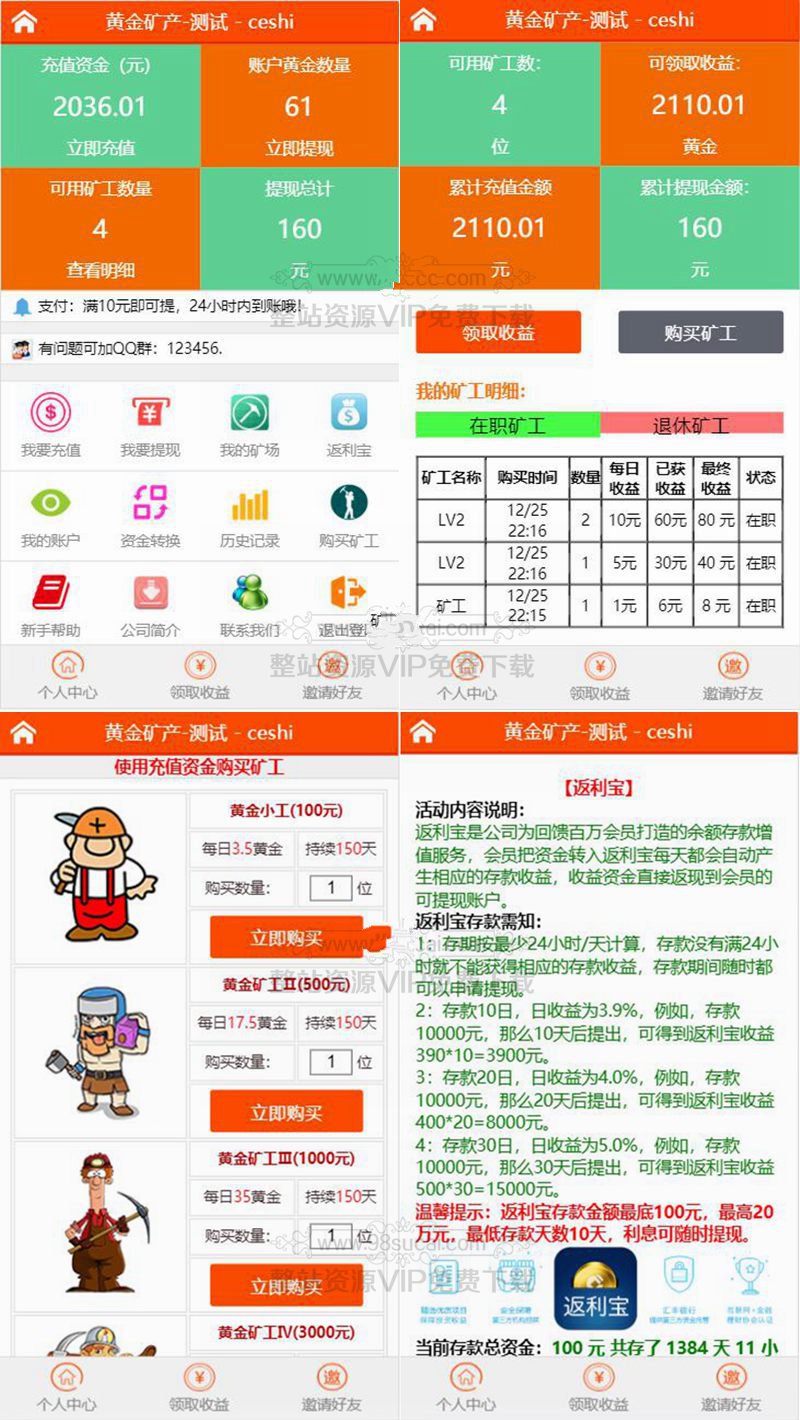 黄金矿产-测试 - ceshi
充值资金（元）
账户黄金数量
2036.01
61
立即充值
立即提现
可用矿工数量
提现总计
4
160
查看明细
元
支付：满10元即可提，24小时内到账哦！
有问题可加QQ群：123456.
我要充值
我要提现
我的矿场
返利宝
我的账户
资金转换
历史记录
购买矿工
新手帮助
公司简介
联系我们
退出登
个人中心
领取收益
邀请好友
黄金矿产-测试 - ceshi
可用矿工数：
可领取收益：
4
2110.01
位
黄金
累计充值金额
累计提现金额：
2110.01
160
元
元
整站资源VIP免费下载
领取收益
购买矿工
我的矿工明细：
在职矿工
退休矿工
矿工名称 购买时间 数量 每日收益 已获收益 最终收益 状态
LV2 12/25 22:16 2 10元 60元 80 元 在职
LV2 12/25 22:16 1 5元 30元 40 元 在职
矿工 12/25 22:15 1 1元 6元 8 元 在职
整站资源VIP免费下载
个人中心
领取收益
邀请好友
黄金矿产-测试 - ceshi
使用充值资金购买矿工
黄金小工(100元)
每日3.5黄金
持续150天
购买数量：
1 位
立即购买
黄金矿工Ⅱ(500元)
每日17.5黄金
持续150天
购买数量：
1 位
立即购买
黄金矿工Ⅲ(1000元)
每日35黄金
持续150天
购买数量：
1 位
立即购买
黄金矿工Ⅳ(3000元)
个人中心
领取收益
邀请好友
黄金矿产-测试 - ceshi
【返利宝】
活动内容说明：
返利宝是公司为回馈百万会员打造的余额存款增
值服务，会员把资金转入返利宝每天都会自动产
生相应的存款收益，收益资金直接返现到会员的
可提现账户。
返利宝存款需知：
1：存期按最少24小时/天计算，存款没有满24小
时就不能获得相应的存款收益，存款期间随时都
可以申请提现。
2：存款10日，日收益为3.9%，例如，存款
10000元，那么10天后提出，可得到返利宝收益
390*10=3900元。
3：存款20日，日收益为4.0%，例如，存款
10000元，那么20天后提出，可得到返利宝收益
400*20=8000元。
4：存款30日，日收益为5.0%，例如，存款
10000元，那么30天后提出，可得到返利宝收益
500*30=15000元。
温馨提示：返利宝存款金额最底100元，最高20
万元，最低存款天数10天，利息可随时提现。
www.98sucai.com
整站资源VIP免费下载
返利宝
当前存款总资金：100 元 共存了 1384 天 11 小
个人中心
领取收益
邀请好友